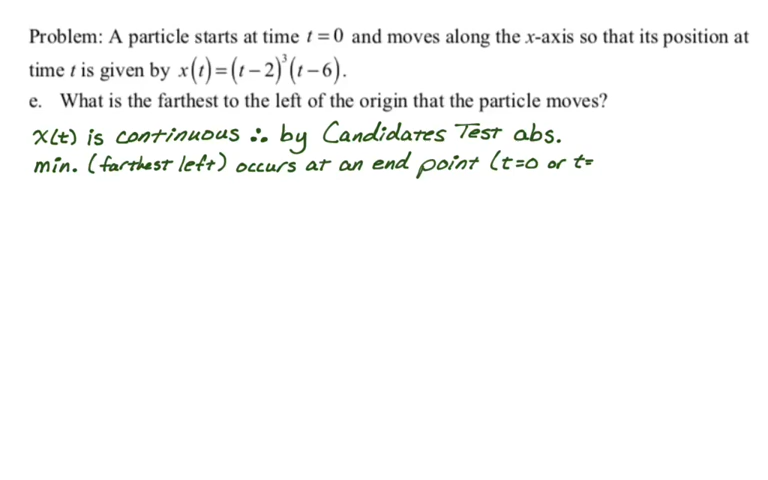 Problem: A particle starts at time t = 0 and moves along the x-axis so that its position at
time t is given by x(t) = (t − 2)³(t − 6).
e. What is the farthest to the left of the origin that the particle moves?
x(t) is continuous ∴ by Candidates Test abs.
min. (farthest left) occurs at an end point (t=0 or t=